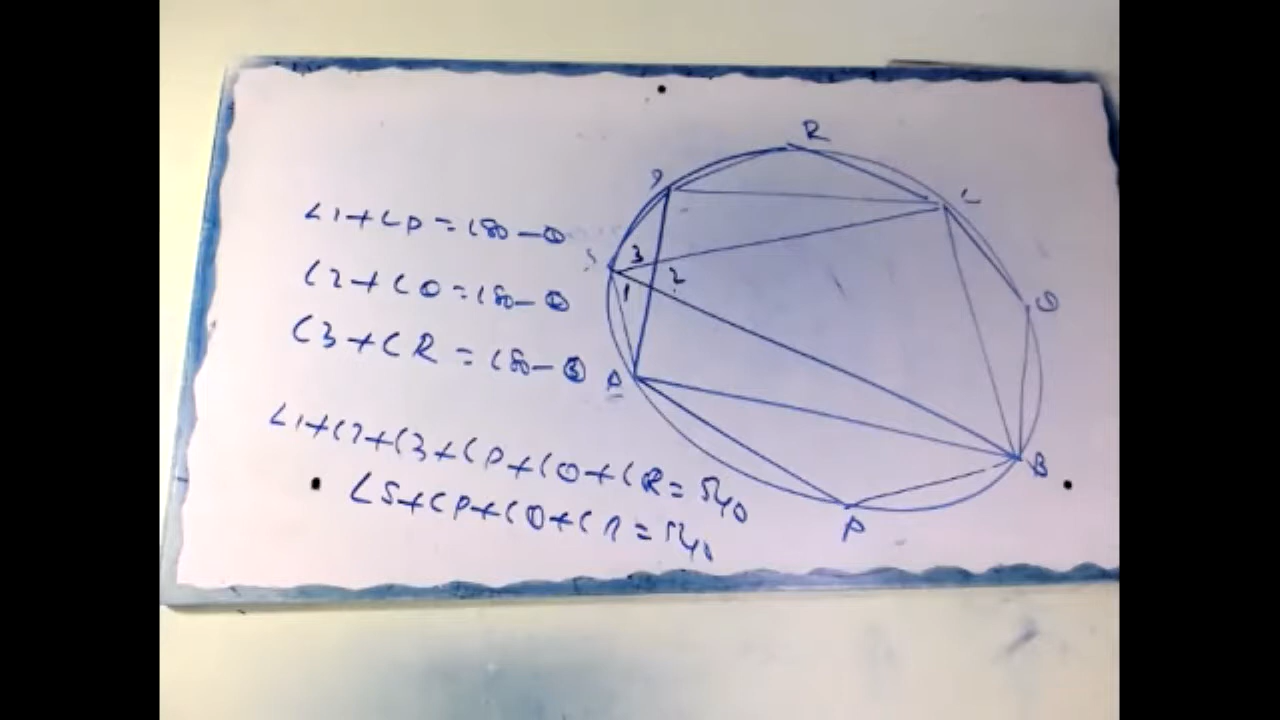 ∠1+∠P=180-①
∠2+∠Q=180-②
∠3+∠R=180-③
∠1+∠2+∠3+∠P+∠Q+∠R=540
∠S+∠P+∠Q+∠R=540
R
D
C
S
3
1
2
Q
A
B
P